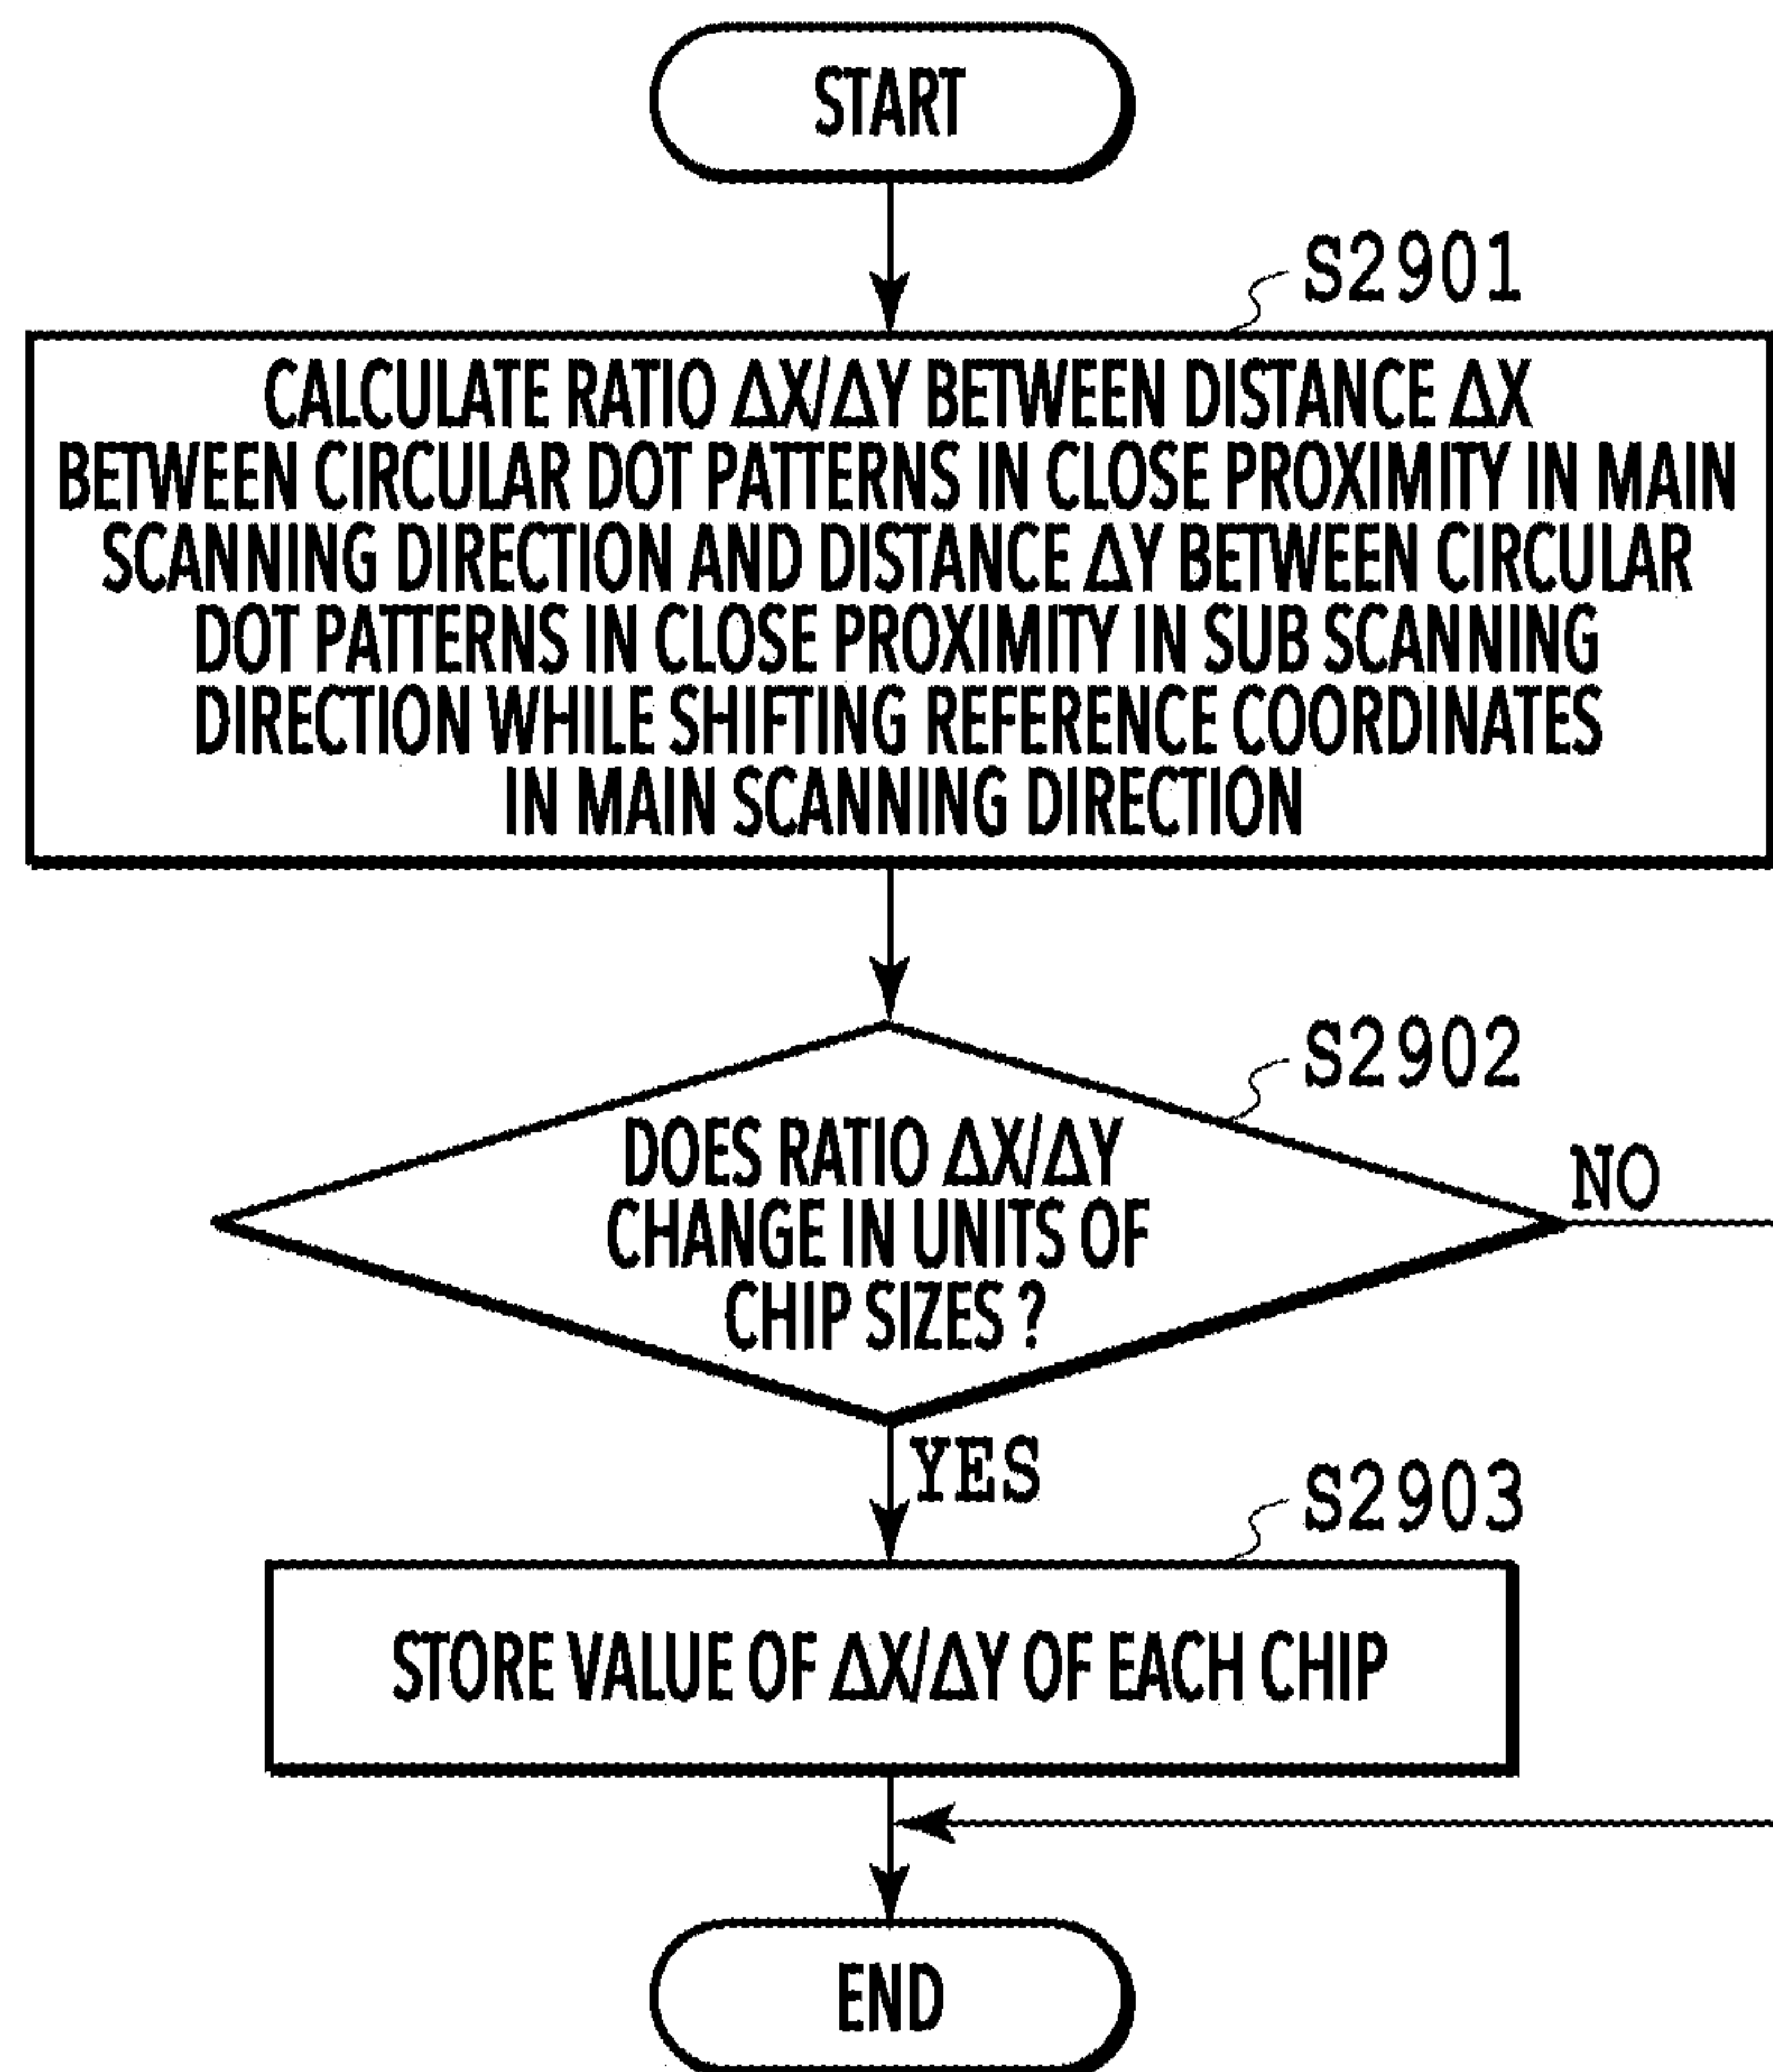 START
S2901
CALCULATE RATIO ΔX/ΔY BETWEEN DISTANCE ΔX
BETWEEN CIRCULAR DOT PATTERNS IN CLOSE PROXIMITY IN MAIN
SCANNING DIRECTION AND DISTANCE ΔY BETWEEN CIRCULAR
DOT PATTERNS IN CLOSE PROXIMITY IN SUB SCANNING
DIRECTION WHILE SHIFTING REFERENCE COORDINATES
IN MAIN SCANNING DIRECTION
S2902
DOES RATIO ΔX/ΔY
CHANGE IN UNITS OF
CHIP SIZES ?
NO
YES
S2903
STORE VALUE OF ΔX/ΔY OF EACH CHIP
END